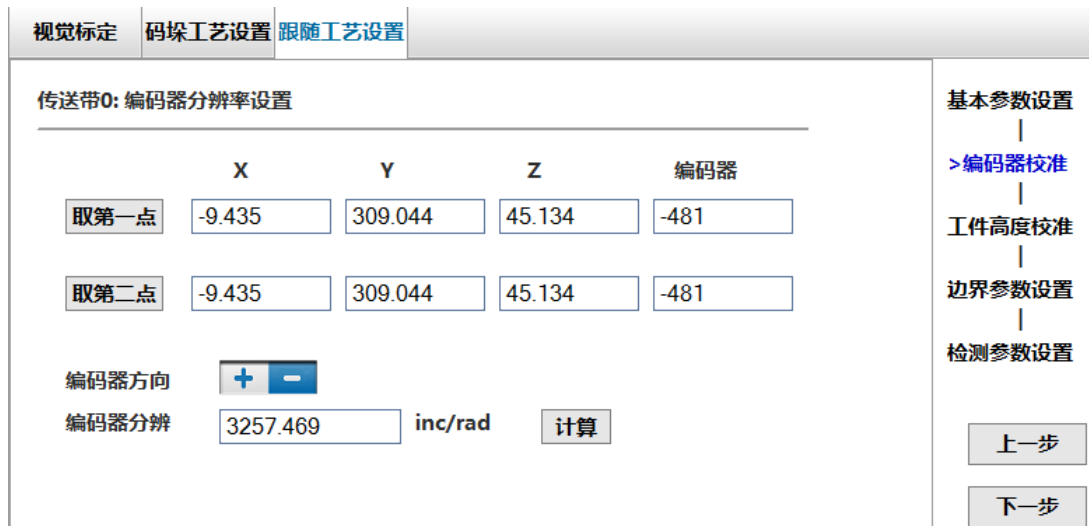 视觉标定 码垛工艺设置 跟随工艺设置
传送带0: 编码器分辨率设置
X Y Z 编码器
取第一点 -9.435 309.044 45.134 -481
取第二点 -9.435 309.044 45.134 -481
编码器方向 + -
编码器分辨 3257.469 inc/rad 计算
基本参数设置
|
>编码器校准
|
工件高度校准
|
边界参数设置
|
检测参数设置
上一步
下一步